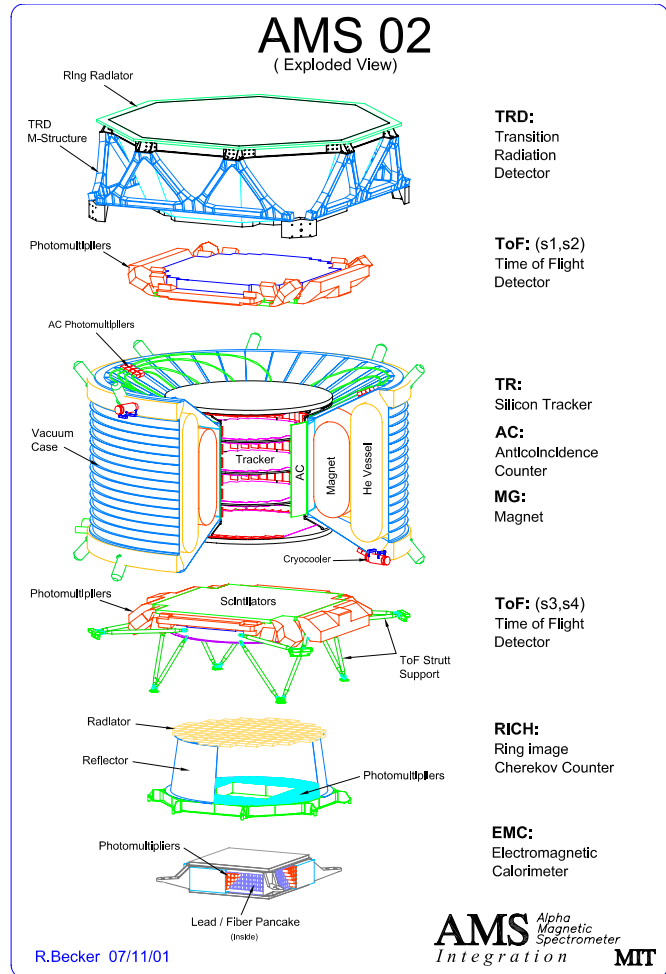 AMS 02
( Exploded View)
RIng Radiator
TRD
M-Structure
TRD:
Transition
Radiation
Detector
PhotomultIpliers
ToF: (s1,s2)
Time of Flight
Detector
AC PhotomultIpliers
Vacuum
Case
Tracker
AC
Magnet
He Vessel
Cryocooler
TR:
Silicon Tracker
AC:
AntIcoIncIdence
Counter
MG:
Magnet
PhotomultIpliers
ScIntIllators
ToF Strutt
Support
ToF: (s3,s4)
Time of Flight
Detector
RadIator
Reflector
PhotomultIpliers
RICH:
Ring image
Cherekov Counter
PhotomultIpliers
Lead / Fiber Pancake
(InsIde)
EMC:
Electromagnetic
Calorimeter
R.Becker 07/11/01
AMS Alpha
Magnetic
Spectrometer
Integration
MIT